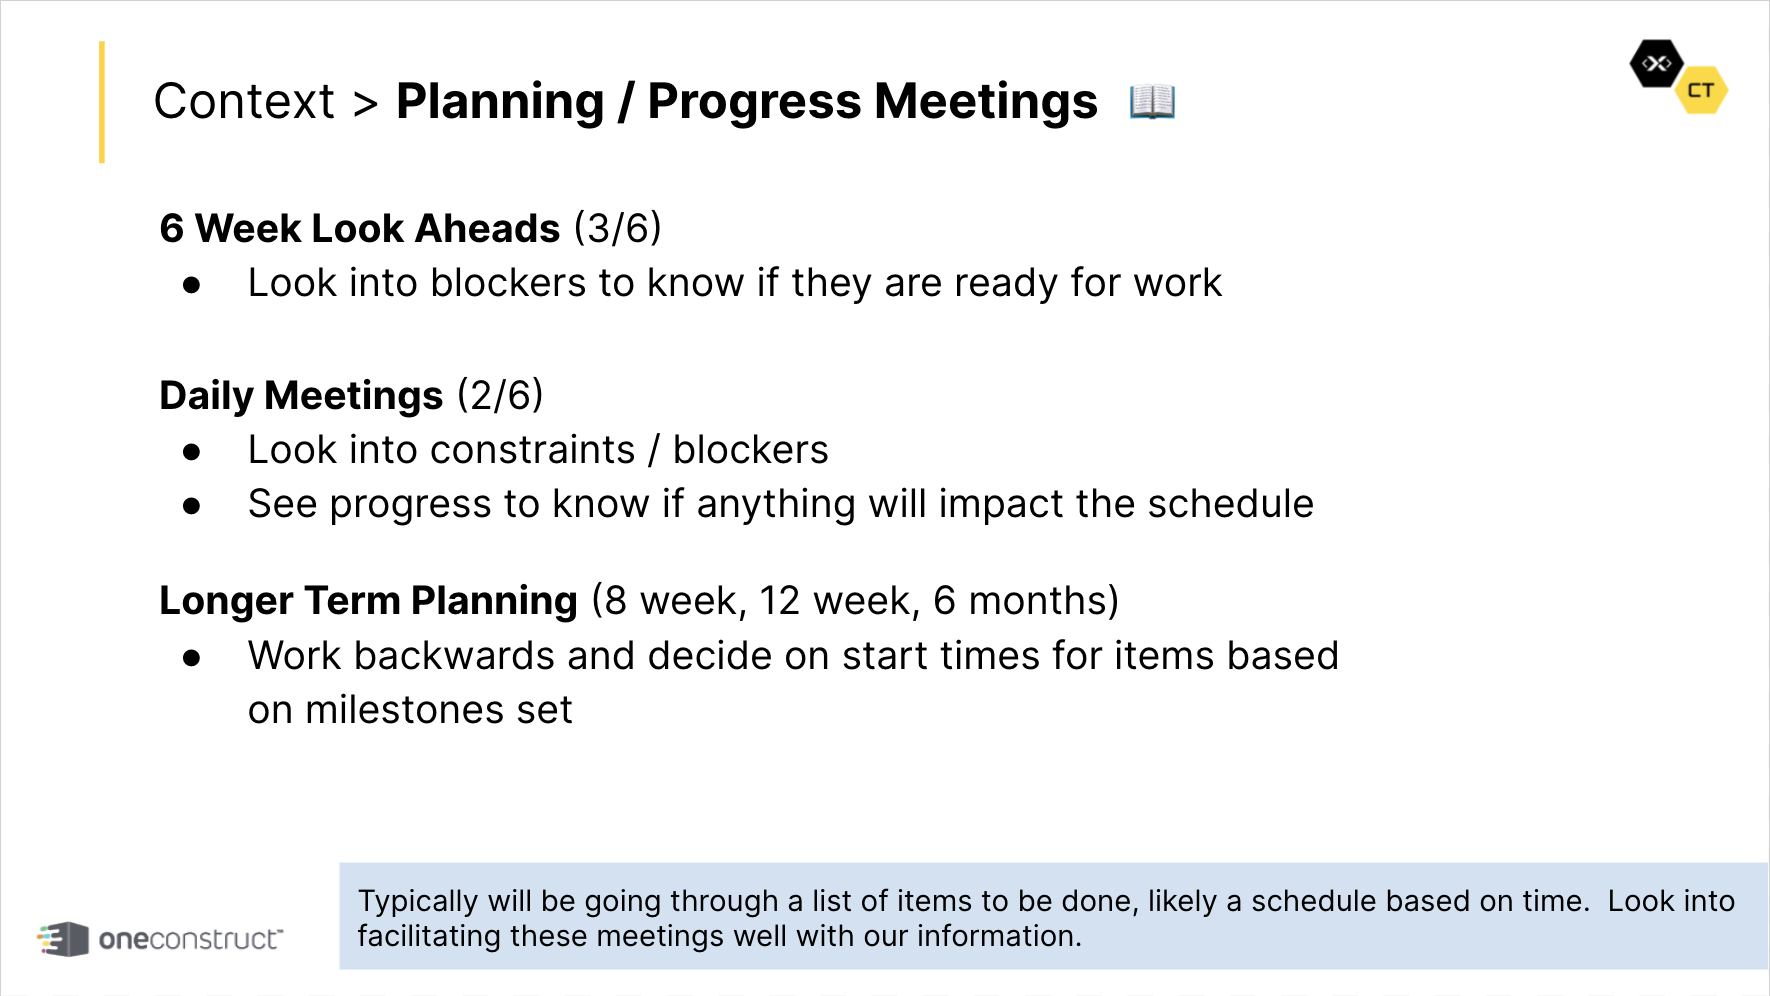 Context > Planning / Progress Meetings
CT
6 Week Look Aheads (3/6)
● Look into blockers to know if they are ready for work
Daily Meetings (2/6)
● Look into constraints / blockers
● See progress to know if anything will impact the schedule
Longer Term Planning (8 week, 12 week, 6 months)
● Work backwards and decide on start times for items based
on milestones set
Typically will be going through a list of items to be done, likely a schedule based on time. Look into
facilitating these meetings well with our information.
oneconstruct™